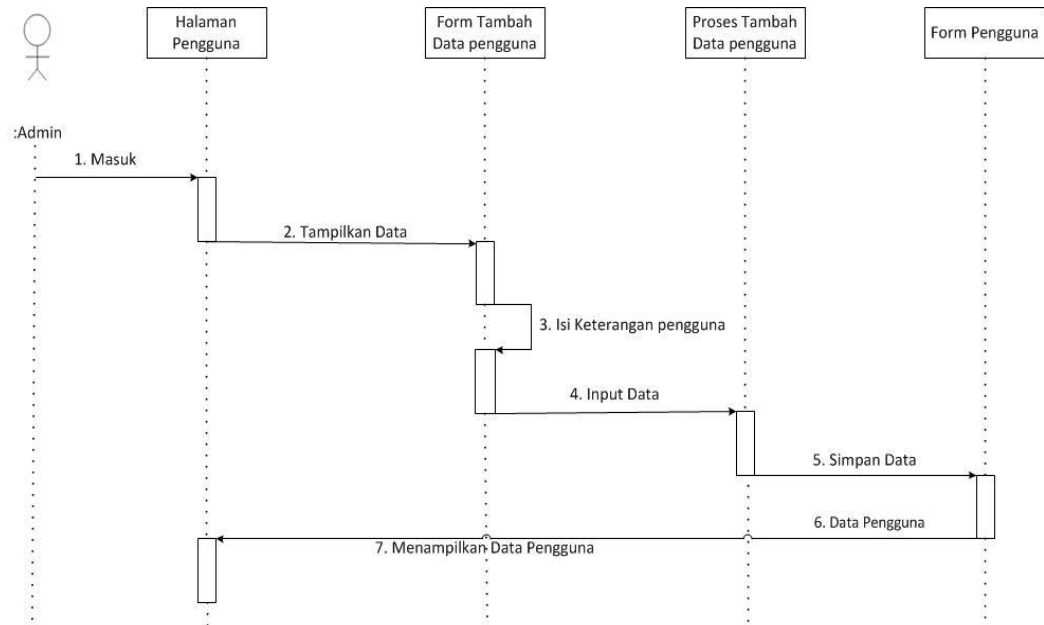 Halaman
Pengguna
Form Tambah
Data pengguna
Proses Tambah
Data pengguna
Form Pengguna
:Admin
1. Masuk
2. Tampilkan Data
3. Isi Keterangan pengguna
4. Input Data
5. Simpan Data
6. Data Pengguna
7. Menampilkan Data Pengguna